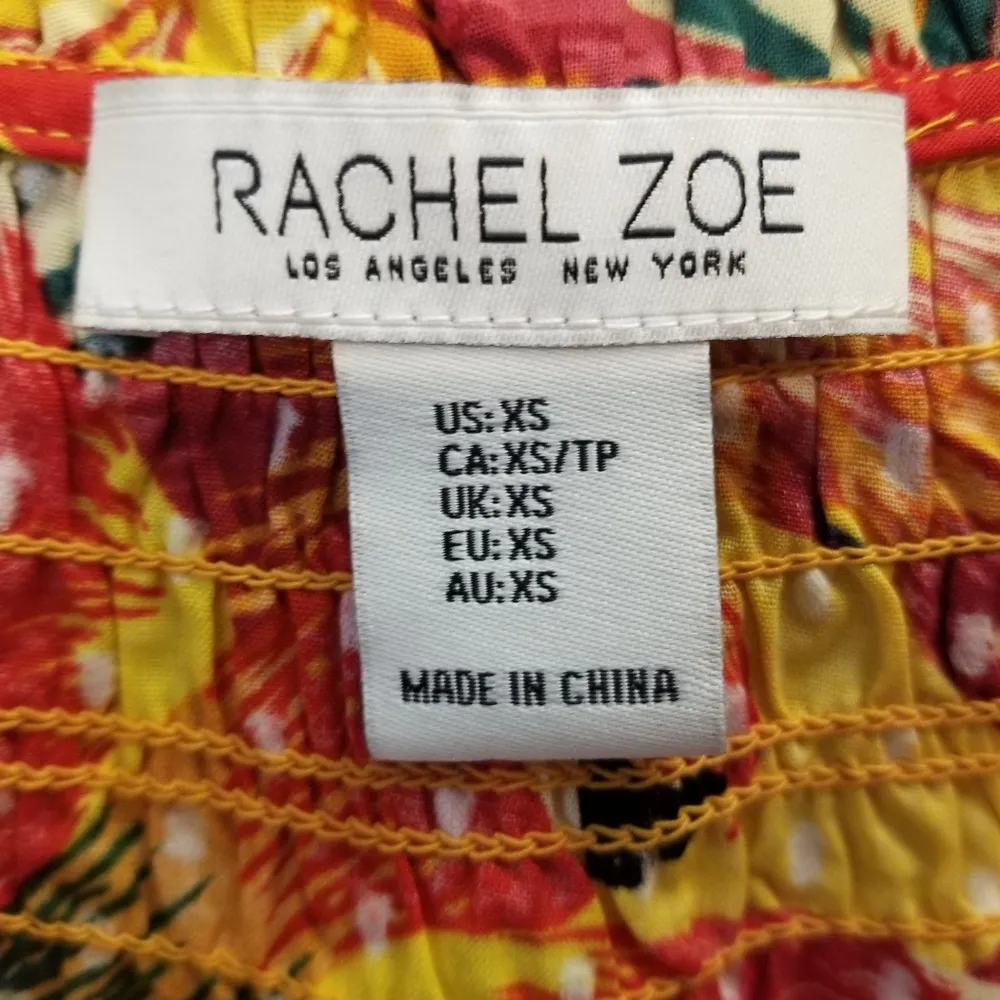 RACHEL ZOE
LOS ANGELES NEW YORK
US: XS
CA: XS/TP
UK: XS
EU: XS
AU: XS
MADE IN CHINA